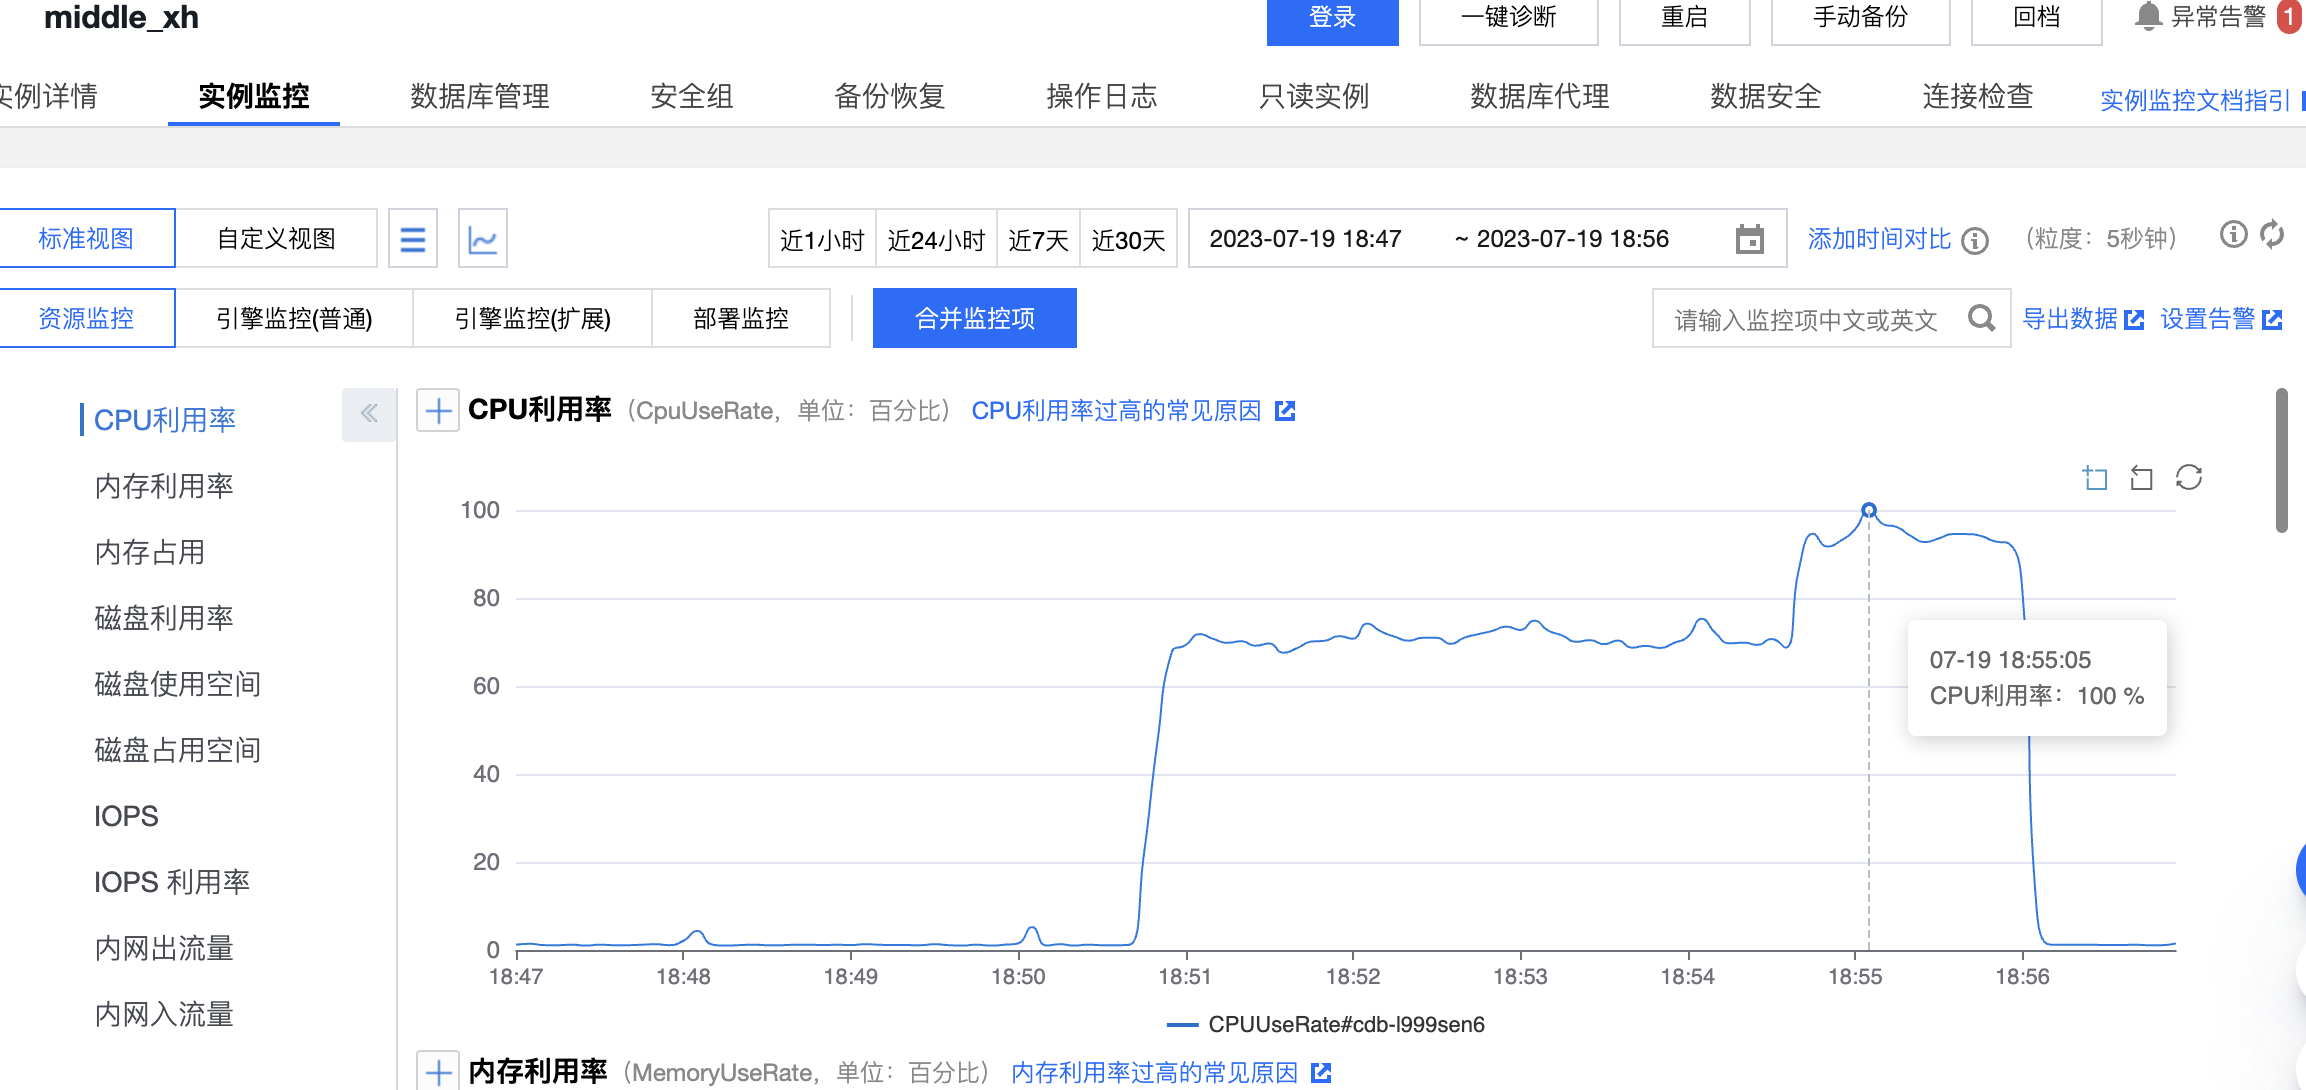 middle_xh
登录
一键诊断
重启
手动备份
回档
异常告警 1
实例详情
实例监控
数据库管理
安全组
备份恢复
操作日志
只读实例
数据库代理
数据安全
连接检查
实例监控文档指引
标准视图
自定义视图
近1小时
近24小时
近7天
近30天
2023-07-19 18:47 ~ 2023-07-19 18:56
添加时间对比
（粒度：5秒钟）
资源监控
引擎监控(普通)
引擎监控(扩展)
部署监控
合并监控项
请输入监控项中文或英文
导出数据
设置告警
CPU利用率
内存利用率
内存占用
磁盘利用率
磁盘使用空间
磁盘占用空间
IOPS
IOPS 利用率
内网出流量
内网入流量
CPU利用率（CpuUseRate，单位：百分比） CPU利用率过高的常见原因
100
80
60
40
20
0
18:47 18:48 18:49 18:50 18:51 18:52 18:53 18:54 18:55 18:56
07-19 18:55:05
CPU利用率：100 %
CPUUseRate#cdb-l999sen6
内存利用率（MemoryUseRate，单位：百分比） 内存利用率过高的常见原因